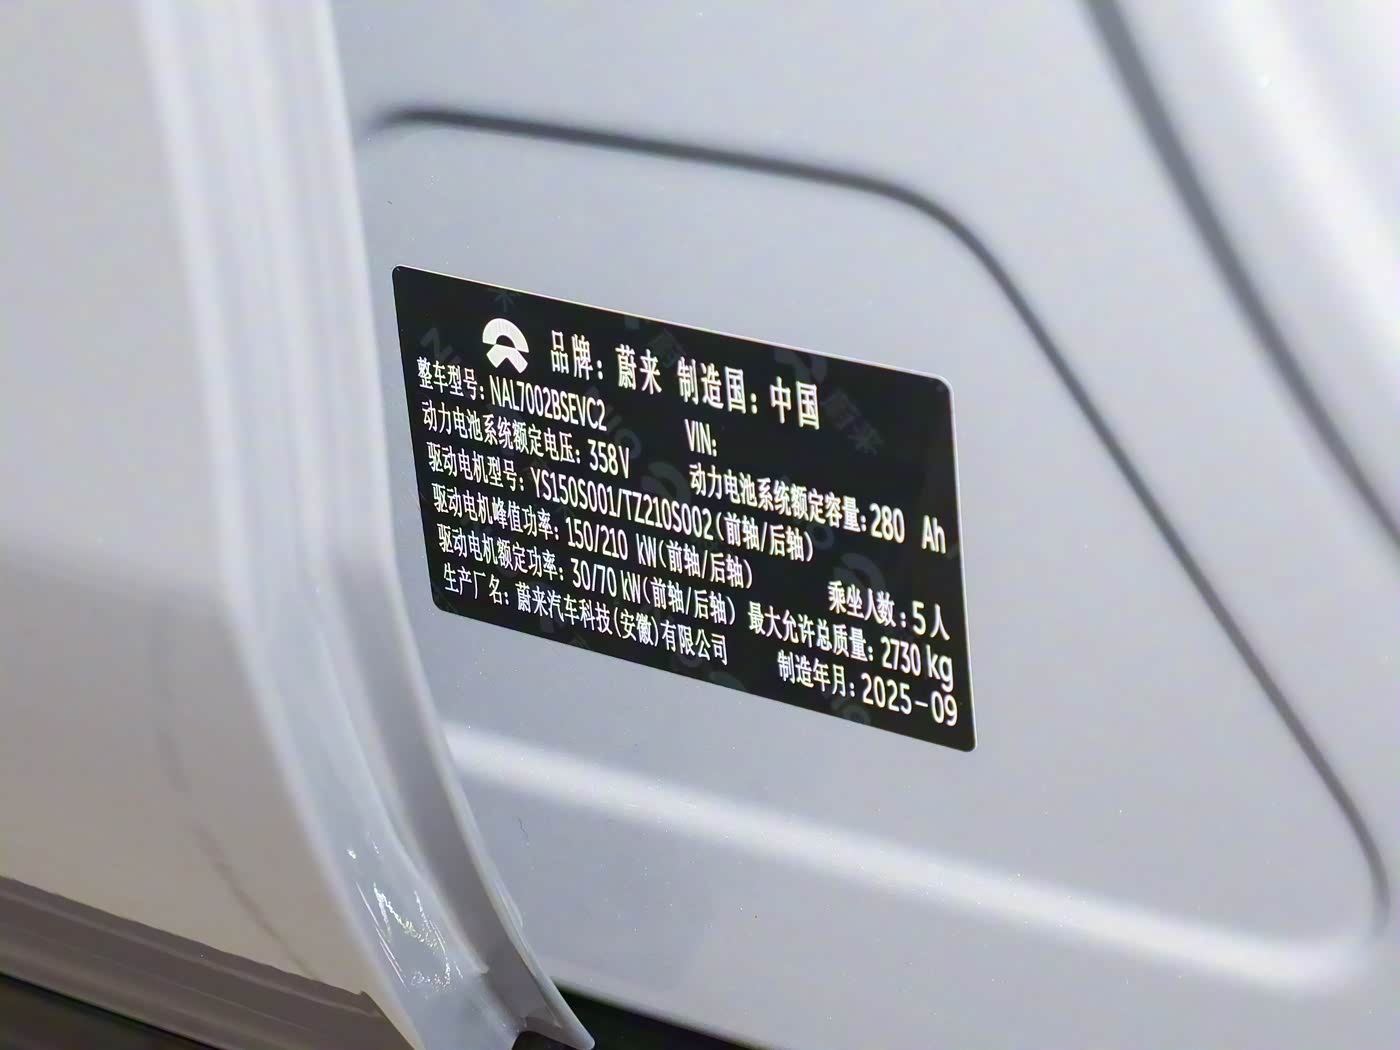 品牌：蔚来 制造国：中国
整车型号：NAL7002BSEVC2 VIN:
动力电池系统额定电压：358V 动力电池系统额定容量：280 Ah
驱动电机型号：YS150S001/TZ210S002（前轴/后轴）
驱动电机峰值功率：150/210 kW（前轴/后轴） 乘坐人数：5人
驱动电机额定功率：30/70 kW（前轴/后轴） 最大允许总质量：2730 kg
生产厂名：蔚来汽车科技（安徽）有限公司 制造年月：2025-09